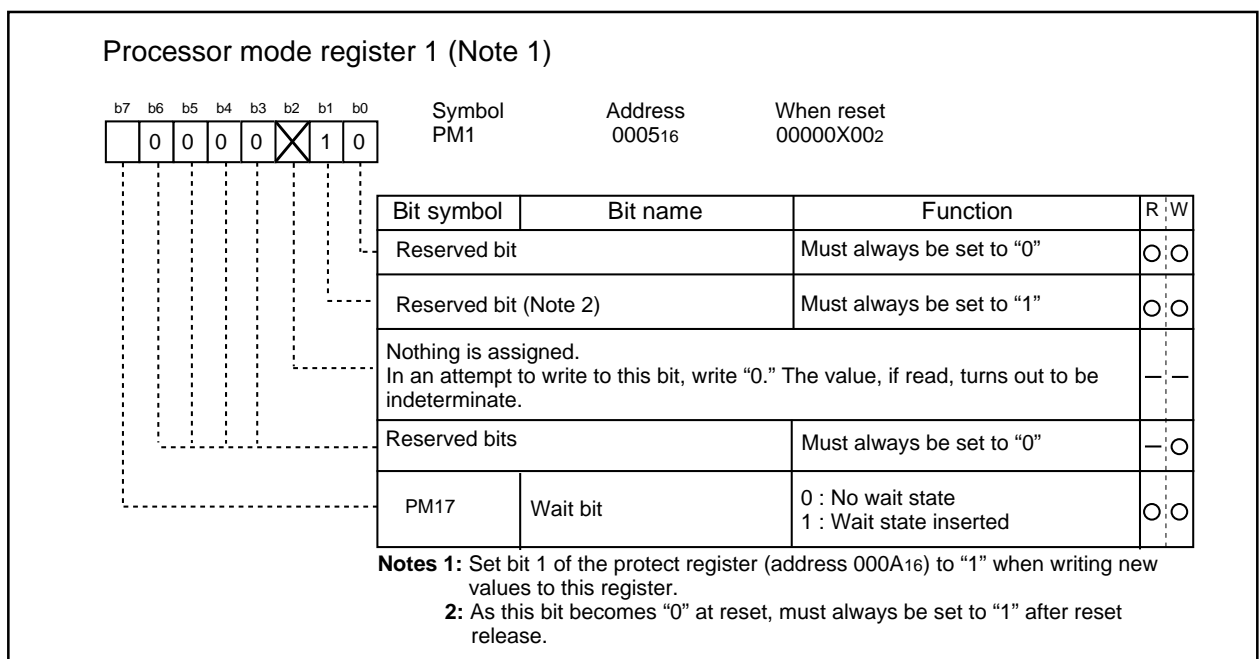 Processor mode register 1 (Note 1)
b7 b6 b5 b4 b3 b2 b1 b0
Symbol Address When reset
PM1 000516 00000X002
0 0 0 0 1 0
Bit symbol Bit name Function R W
Reserved bit Must always be set to “0”
Reserved bit (Note 2) Must always be set to “1”
Nothing is assigned.
In an attempt to write to this bit, write “0.” The value, if read, turns out to be
indeterminate.
Reserved bits Must always be set to “0”
PM17 Wait bit 0 : No wait state
1 : Wait state inserted
Notes 1: Set bit 1 of the protect register (address 000A16) to “1” when writing new
values to this register.
2: As this bit becomes “0” at reset, must always be set to “1” after reset
release.